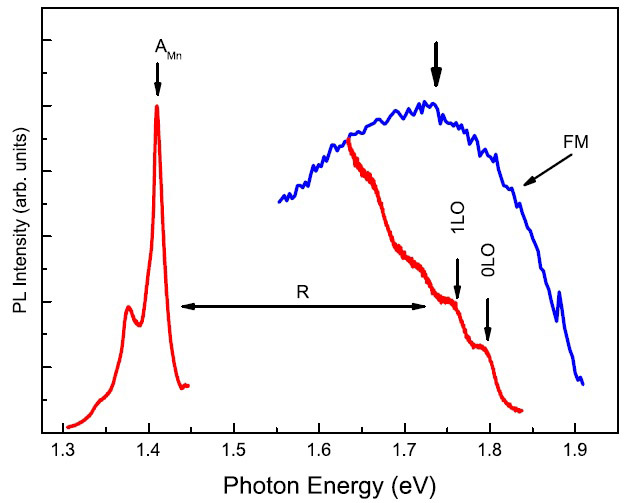 A_Mn
FM
1LO
0LO
R
PL Intensity (arb. units)
1.3 1.4 1.5 1.6 1.7 1.8 1.9
Photon Energy (eV)